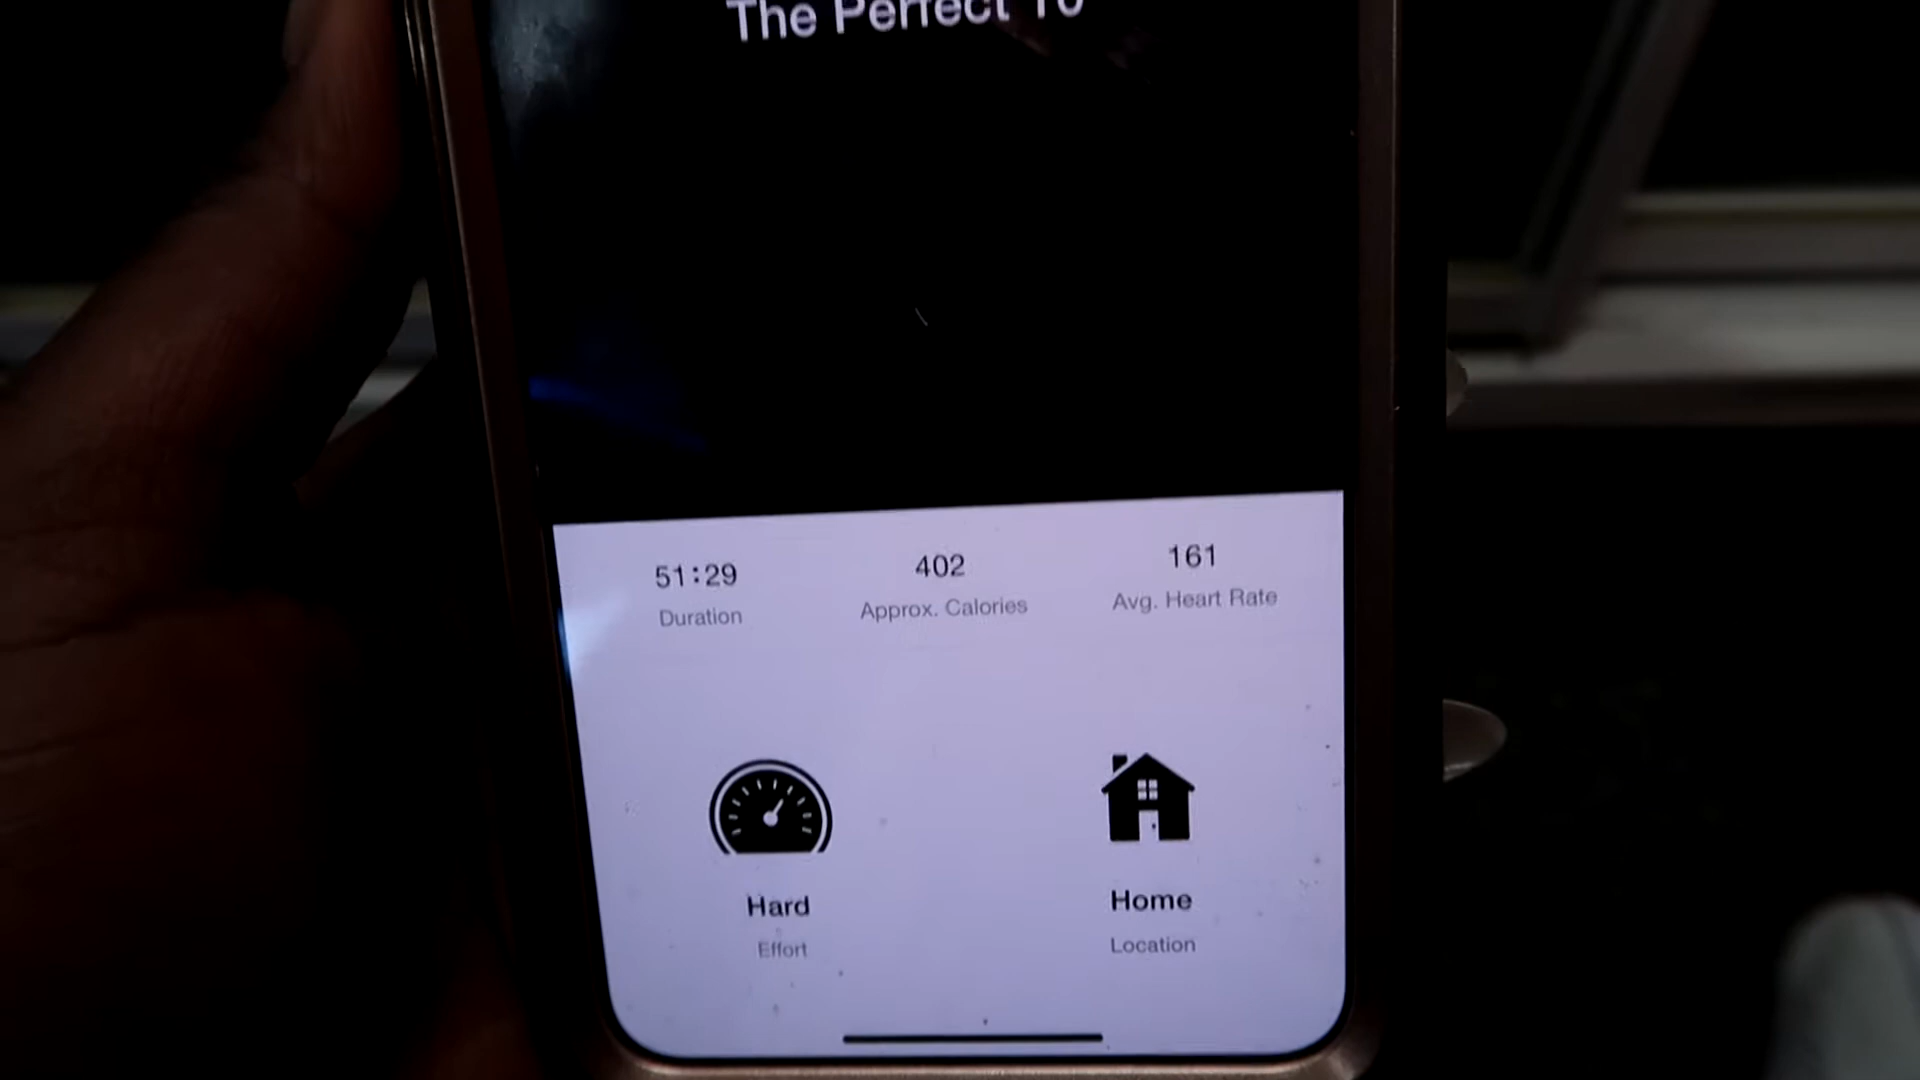 The Perfect 10
51:29 402 161
Duration Approx. Calories Avg. Heart Rate
Hard Home
Effort Location